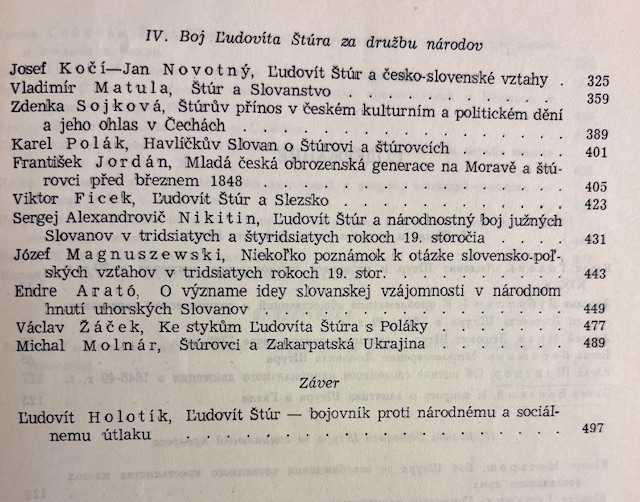 IV. Boj Ľudovíta Štúra za družbu národov
Josef Kočí—Jan Novotný, Ľudovít Štúr a česko-slovenské vztahy . 325
Vladimír Matula, Štúr a Slovanstvo . . . . . . . . . 359
Zdenka Sojková, Štúrův přínos v českém kulturním a politickém dění
a jeho ohlas v Čechách . . . . . . . . . . . . 389
Karel Polák, Havlíčkův Slovan o Štúrovi a štúrovcích . . . . 401
František Jordán, Mladá česká obrozenská generace na Moravě a štú-
rovci před březnem 1848 . . . . . . . . . . . . 405
Viktor Ficek, Ľudovít Štúr a Slezsko . . . . . . . . . 423
Sergej Alexandrovič Nikitin, Ľudovít Štúr a národnostný boj južných
Slovanov v tridsiatych a štyridsiatych rokoch 19. storočia . . . 431
Józef Magnuszewski, Niekoľko poznámok k otázke slovensko-poľ-
ských vzťahov v tridsiatych rokoch 19. stor. . . . . . . . 443
Endre Arató, O význame idey slovanskej vzájomnosti v národnom
hnutí uhorských Slovanov . . . . . . . . . . . 449
Václav Žáček, Ke stykům Ľudovíta Štúra s Poláky . . . . . 477
Michal Molnár, Štúrovci a Zakarpatská Ukrajina . . . . . . 489
Záver
Ľudovít Holotík, Ľudovít Štúr — bojovník proti národnému a sociál-
nemu útlaku . . . . . . . . . . . . . . . 497